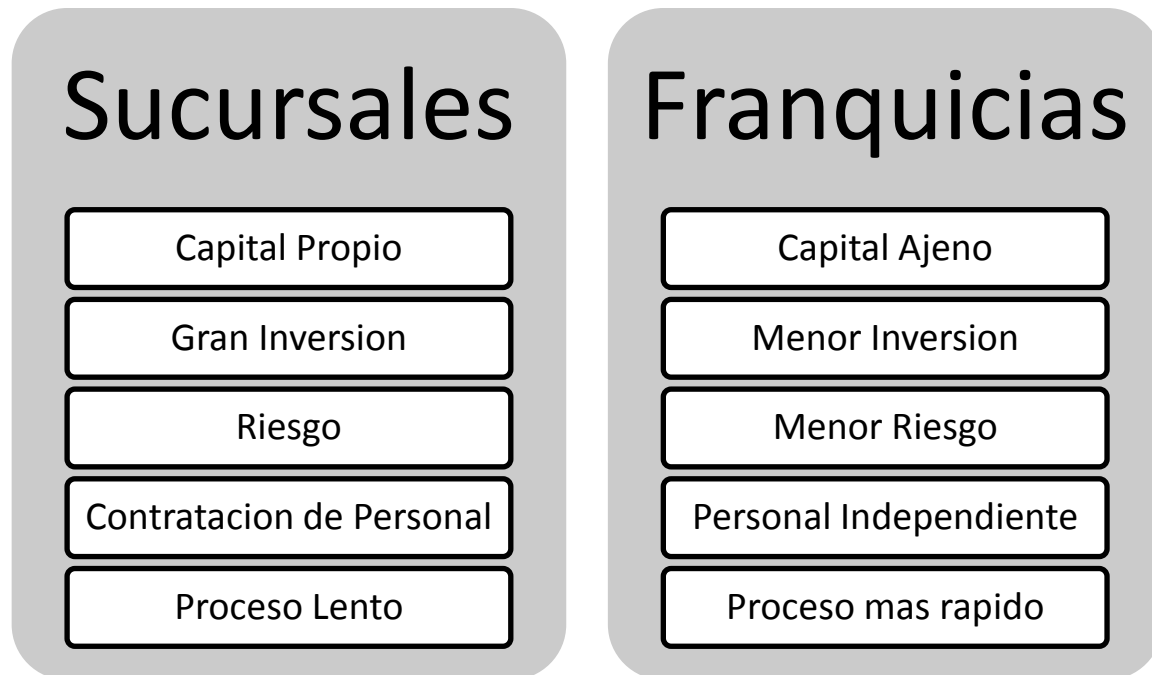 Sucursales
Capital Propio
Gran Inversion
Riesgo
Contratacion de Personal
Proceso Lento
Franquicias
Capital Ajeno
Menor Inversion
Menor Riesgo
Personal Independiente
Proceso mas rapido